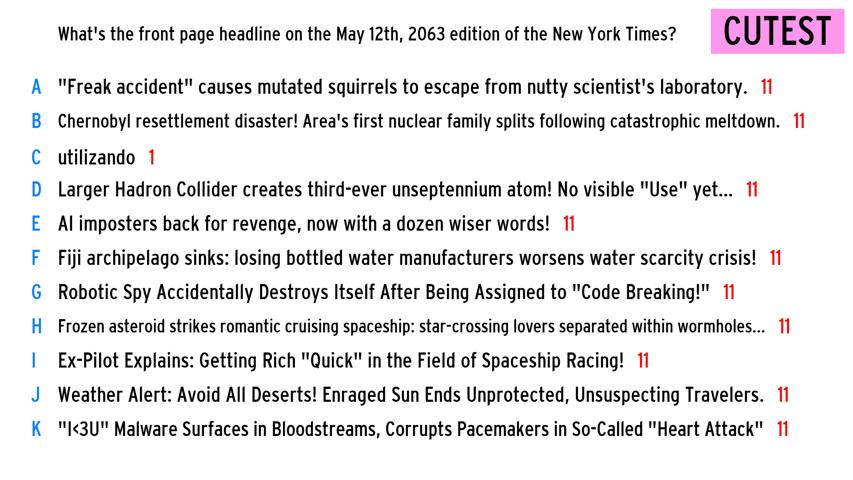 What's the front page headline on the May 12th, 2063 edition of the New York Times?
CUTEST
A "Freak accident" causes mutated squirrels to escape from nutty scientist's laboratory. 11
B Chernobyl resettlement disaster! Area's first nuclear family splits following catastrophic meltdown. 11
C utilizando 1
D Larger Hadron Collider creates third-ever unseptennium atom! No visible "Use" yet... 11
E AI imposters back for revenge, now with a dozen wiser words! 11
F Fiji archipelago sinks: losing bottled water manufacturers worsens water scarcity crisis! 11
G Robotic Spy Accidentally Destroys Itself After Being Assigned to "Code Breaking!" 11
H Frozen asteroid strikes romantic cruising spaceship: star-crossing lovers separated within wormholes... 11
I Ex-Pilot Explains: Getting Rich "Quick" in the Field of Spaceship Racing! 11
J Weather Alert: Avoid All Deserts! Enraged Sun Ends Unprotected, Unsuspecting Travelers. 11
K "I<3U" Malware Surfaces in Bloodstreams, Corrupts Pacemakers in So-Called "Heart Attack" 11